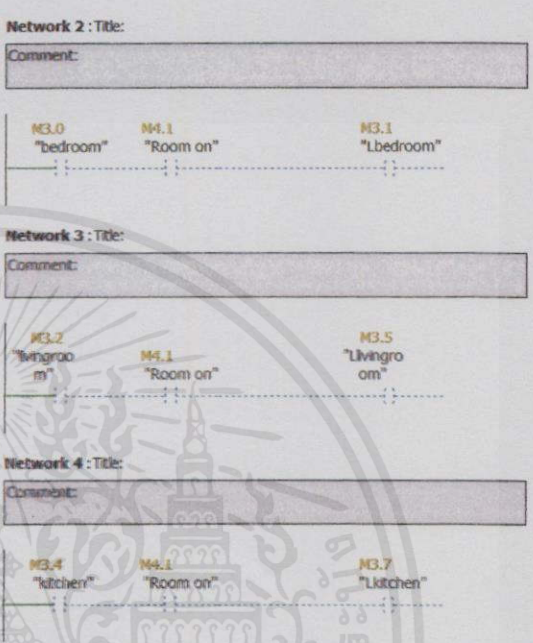 Network 2 : Title:
Comment:
M3.0 M4.1 M3.1
"bedroom" "Room on" "Lbedroom"
Network 3 : Title:
Comment:
M3.2 M3.5
"livingroo M4.1 "Llivingro
m" "Room on" om"
Network 4 : Title:
Comment:
M3.4 M4.1 M3.7
"kitchen" "Room on" "Lkitchen"